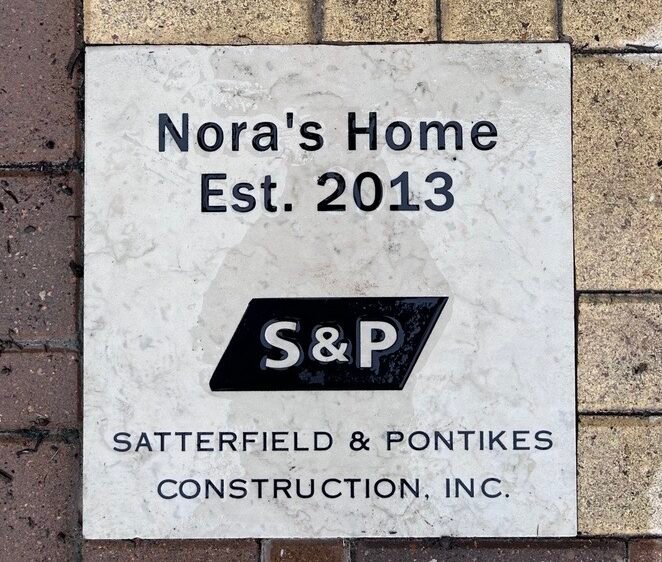 Nora's Home
Est. 2013
S&P
SATTERFIELD & PONTIKES
CONSTRUCTION, INC.